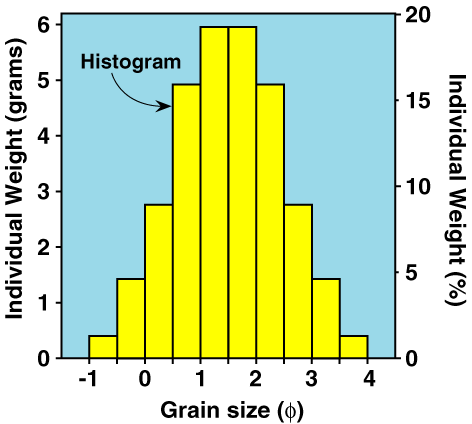 Histogram
Individual Weight (grams)
6
5
4
3
2
1
0
20
15
10
5
0
Individual Weight (%)
-1 0 1 2 3 4
Grain size (ϕ)